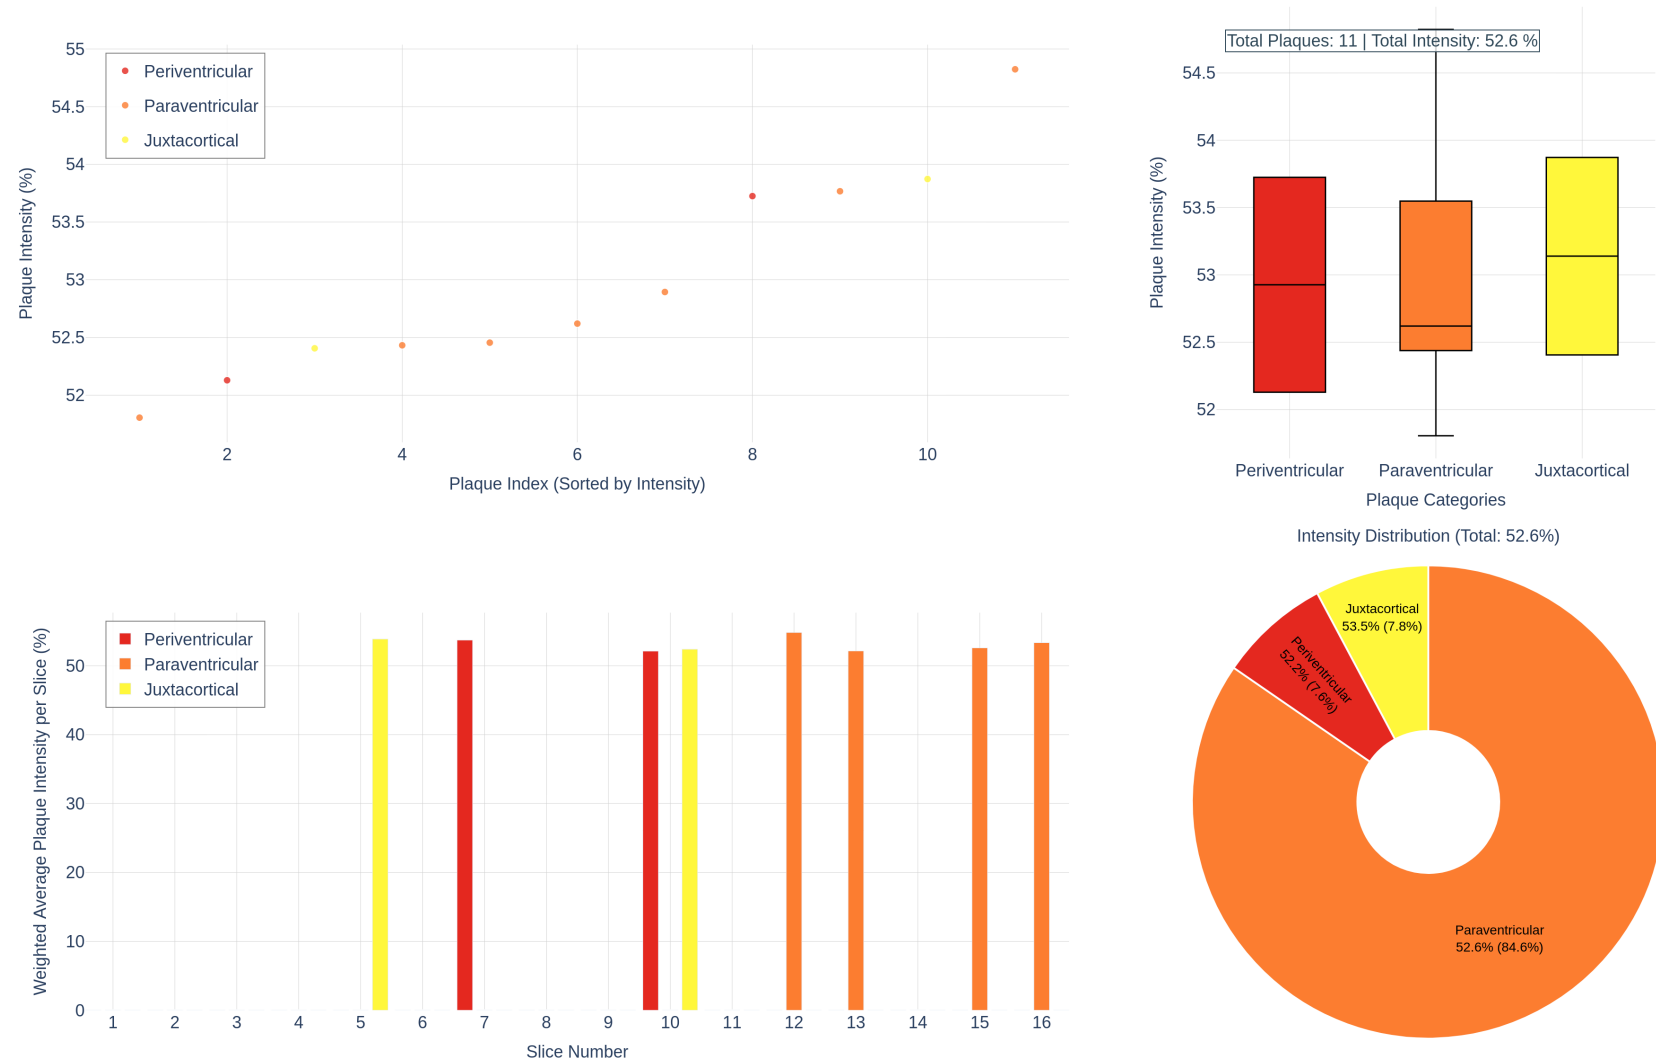 55
54.5
54
53.5
53
52.5
52
Plaque Intensity (%)
Periventricular
Paraventricular
Juxtacortical
2
4
6
8
10
Plaque Index (Sorted by Intensity)
Total Plaques: 11 | Total Intensity: 52.6 %
54.5
54
53.5
53
52.5
52
Plaque Intensity (%)
Periventricular
Paraventricular
Juxtacortical
Plaque Categories
50
40
30
20
10
0
Weighted Average Plaque Intensity per Slice (%)
Periventricular
Paraventricular
Juxtacortical
1
2
3
4
5
6
7
8
9
10
11
12
13
14
15
16
Slice Number
Intensity Distribution (Total: 52.6%)
Juxtacortical
53.5% (7.8%)
Periventricular
52.2% (7.6%)
Paraventricular
52.6% (84.6%)